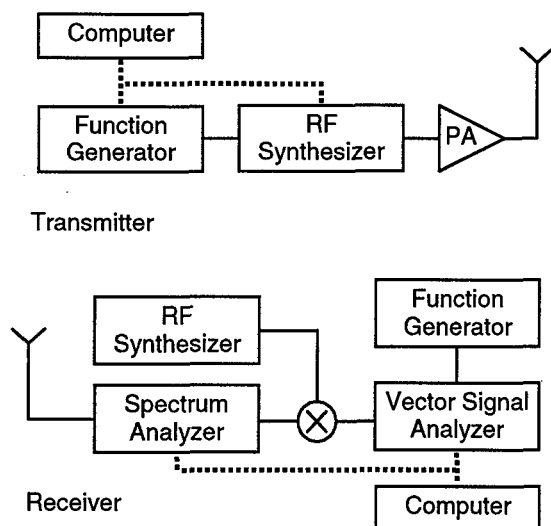 Computer
Function
Generator
RF
Synthesizer
PA
Transmitter
RF
Synthesizer
Function
Generator
Spectrum
Analyzer
Vector Signal
Analyzer
Receiver
Computer